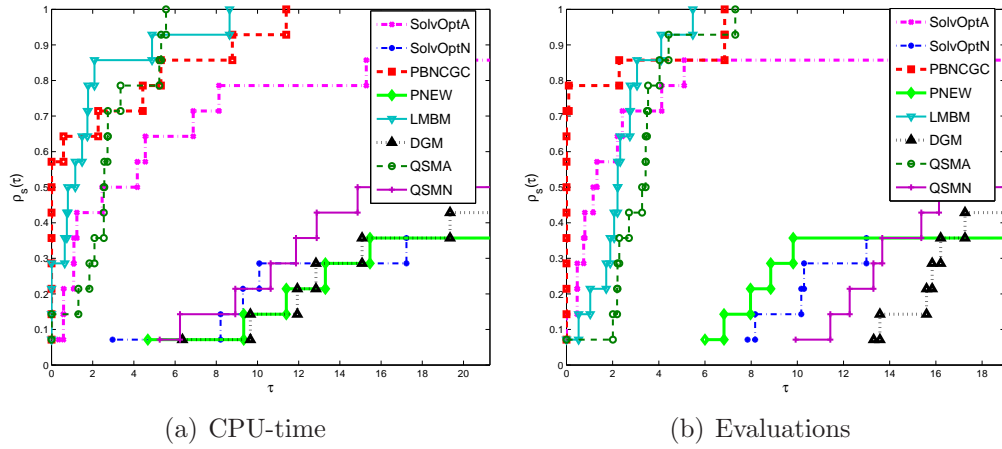 1
0.9
0.8
0.7
0.6
0.5
0.4
0.3
0.2
0.1
0
ρs(τ)
0 2 4 6 8 10 12 14 16 18 20
τ
SolvOptA
SolvOptN
PBNCGC
PNEW
LMBM
DGM
QSMA
QSMN
(a) CPU-time
1
0.9
0.8
0.7
0.6
0.5
0.4
0.3
0.2
0.1
0
ρs(τ)
0 2 4 6 8 10 12 14 16 18
τ
SolvOptA
SolvOptN
PBNCGC
PNEW
LMBM
DGM
QSMA
QSMN
(b) Evaluations